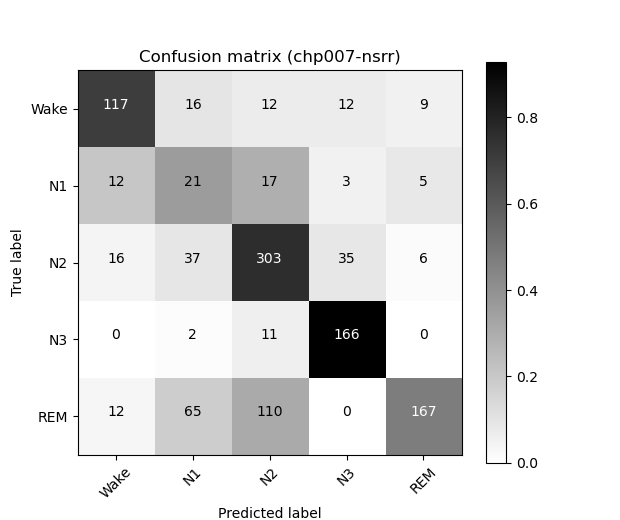 Confusion matrix (chp007-nsrr)
True label
Wake 117 16 12 12 9
N1 12 21 17 3 5
N2 16 37 303 35 6
N3 0 2 11 166 0
REM 12 65 110 0 167
Wake N1 N2 N3 REM
Predicted label
0.8
0.6
0.4
0.2
0.0